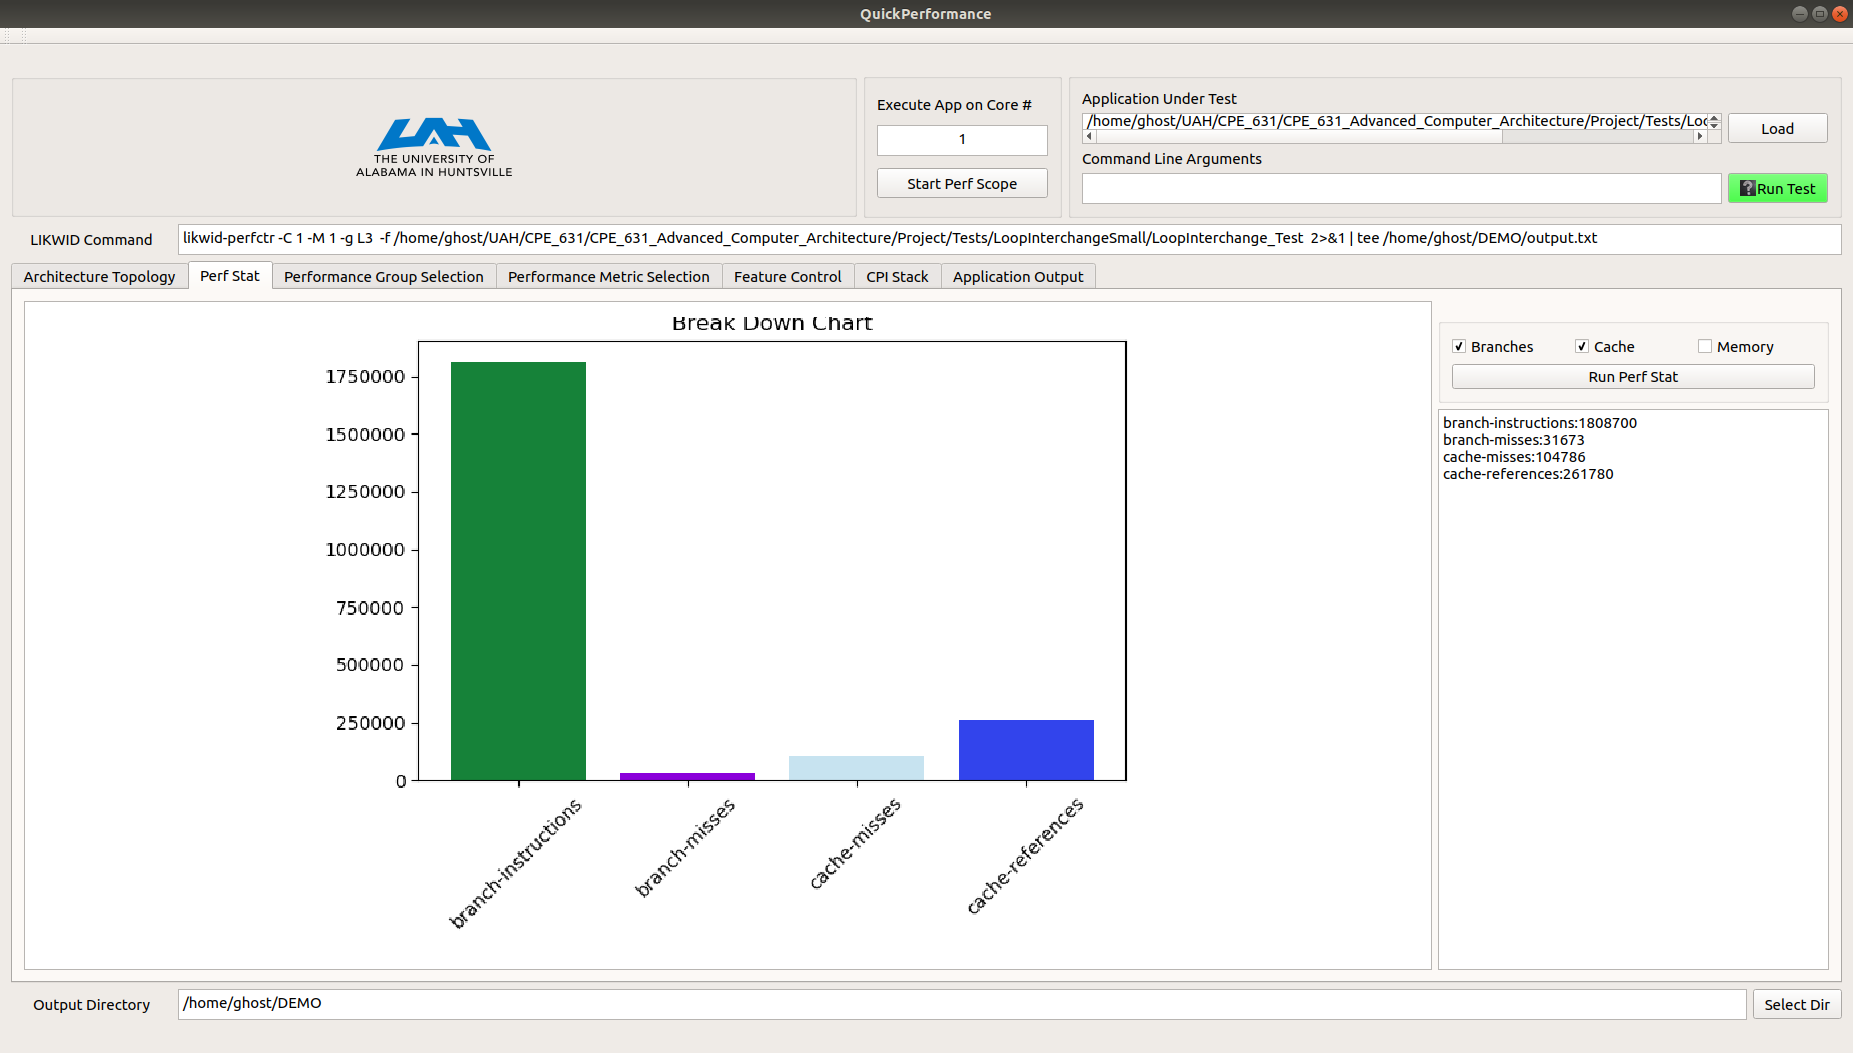 QuickPerformance
THE UNIVERSITY OF
ALABAMA IN HUNTSVILLE
Execute App on Core #
1
Start Perf Scope
Application Under Test
/home/ghost/UAH/CPE_631/CPE_631_Advanced_Computer_Architecture/Project/Tests/Loo
Load
Command Line Arguments
Run Test
LIKWID Command
likwid-perfctr -C 1 -M 1 -g L3  -f /home/ghost/UAH/CPE_631/CPE_631_Advanced_Computer_Architecture/Project/Tests/LoopInterchangeSmall/LoopInterchange_Test  2>&1 | tee /home/ghost/DEMO/output.txt
Architecture Topology
Perf Stat
Performance Group Selection
Performance Metric Selection
Feature Control
CPI Stack
Application Output
Break Down Chart
1750000
1500000
1250000
1000000
750000
500000
250000
0
branch-instructions
branch-misses
cache-misses
cache-references
Branches
Cache
Memory
Run Perf Stat
branch-instructions:1808700
branch-misses:31673
cache-misses:104786
cache-references:261780
Output Directory
/home/ghost/DEMO
Select Dir